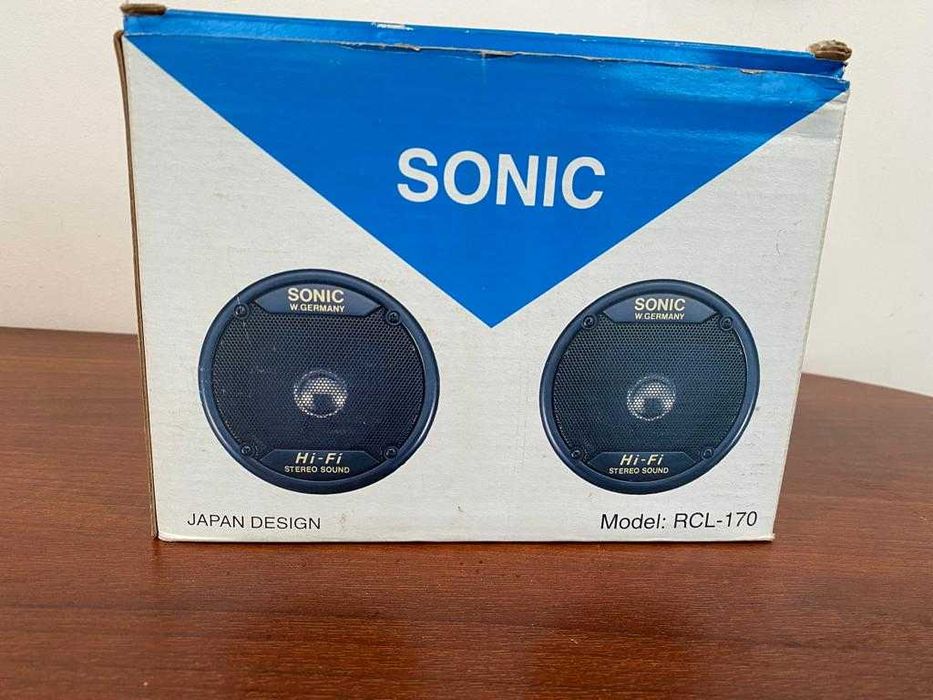 SONIC
SONIC
W.GERMANY
Hi-Fi
STEREO SOUND
SONIC
W.GERMANY
Hi-Fi
STEREO SOUND
JAPAN DESIGN
Model: RCL-170